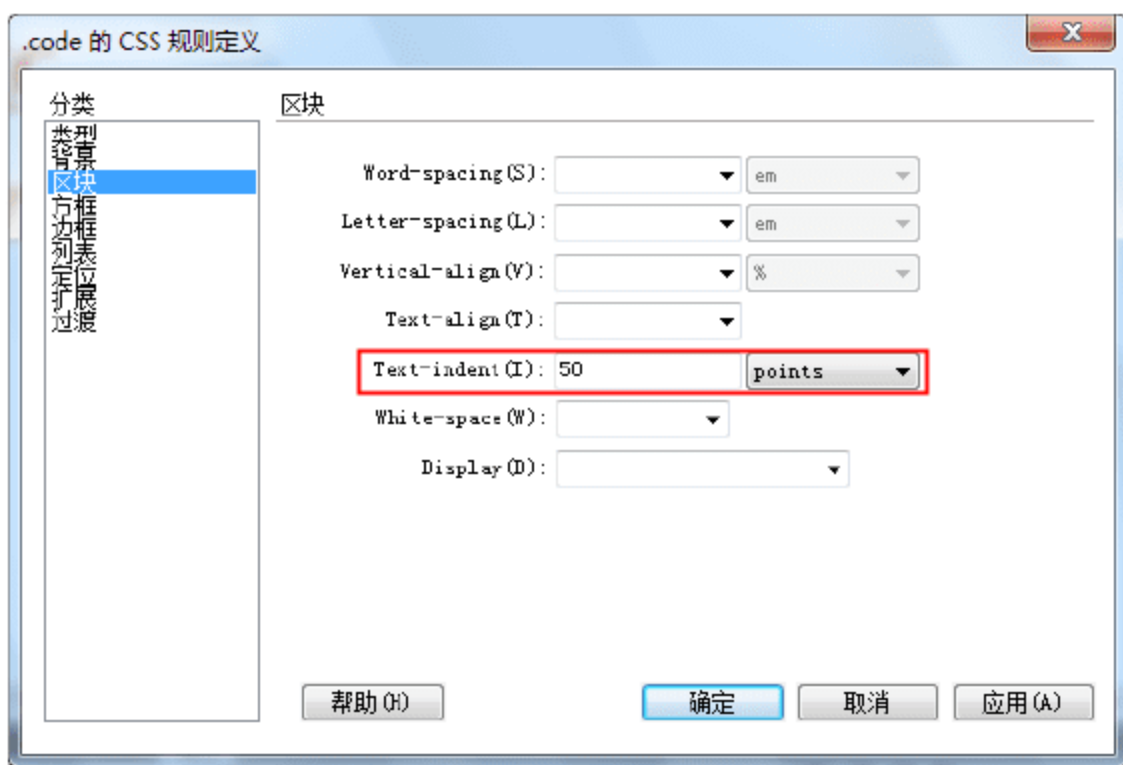 .code 的 CSS 规则定义
分类
类型
背景
区块
方框
边框
列表
定位
扩展
过渡
区块
Word-spacing(S): em
Letter-spacing(L): em
Vertical-align(V): %
Text-align(T):
Text-indent(I): 50 points
White-space(W):
Display(D):
帮助(H) 确定 取消 应用(A)